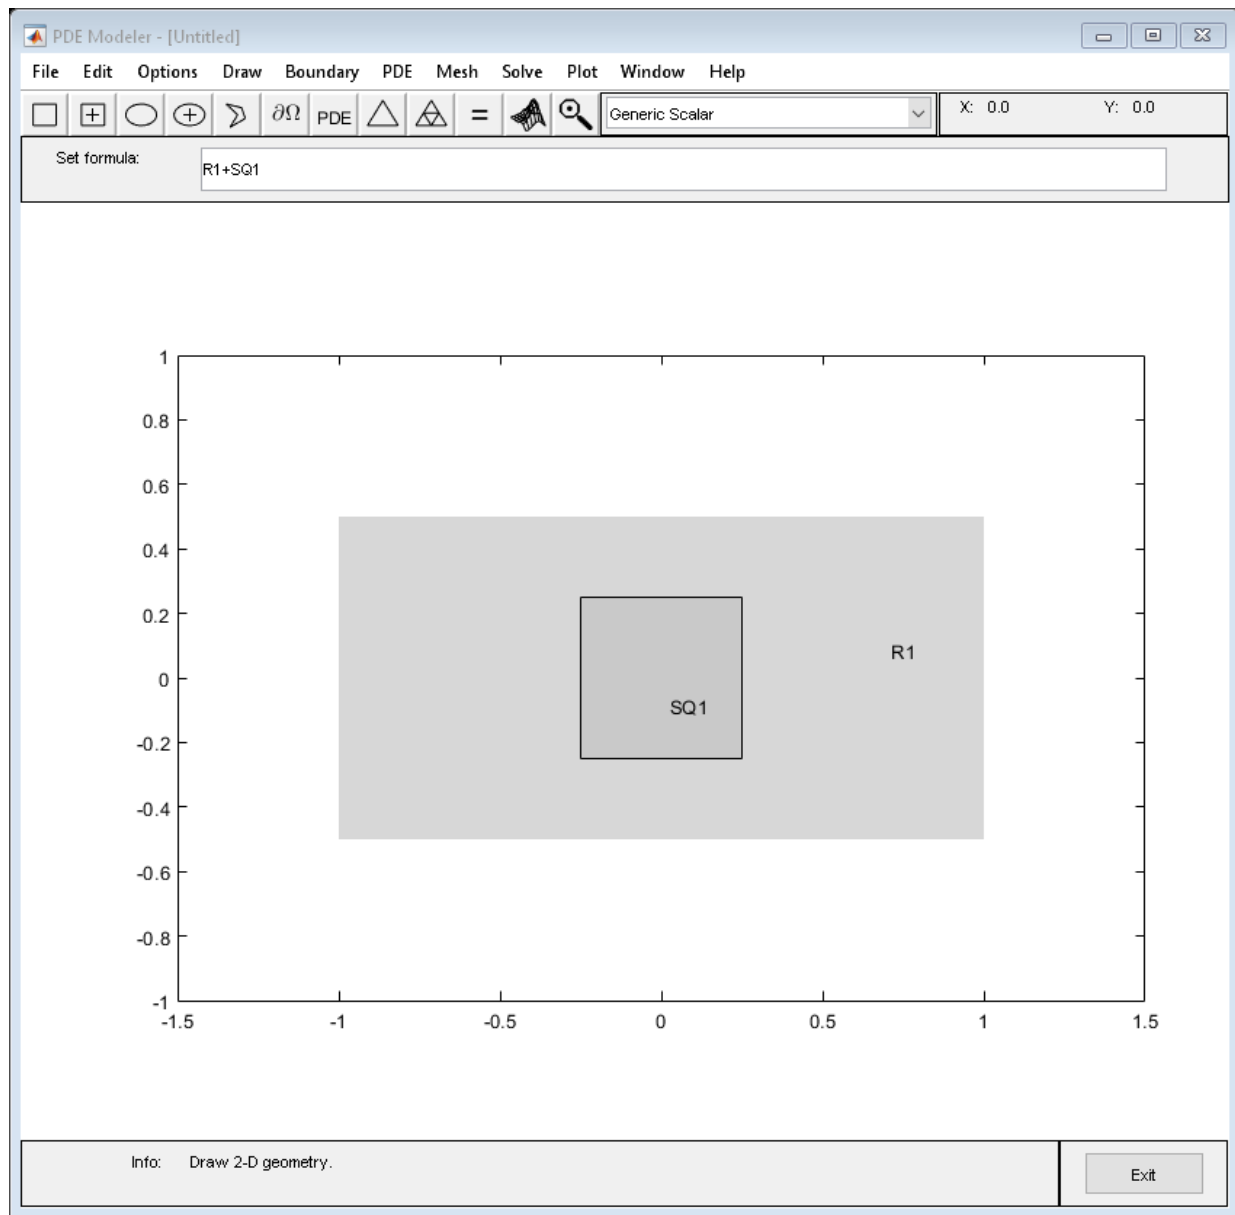 PDE Modeler - [Untitled]
File Edit Options Draw Boundary PDE Mesh Solve Plot Window Help
∂Ω PDE = Generic Scalar X: 0.0 Y: 0.0
Set formula: R1+SQ1
1
0.8
0.6
0.4
0.2
0
-0.2
-0.4
-0.6
-0.8
-1
R1
SQ1
-1.5 -1 -0.5 0 0.5 1 1.5
Info: Draw 2-D geometry.
Exit